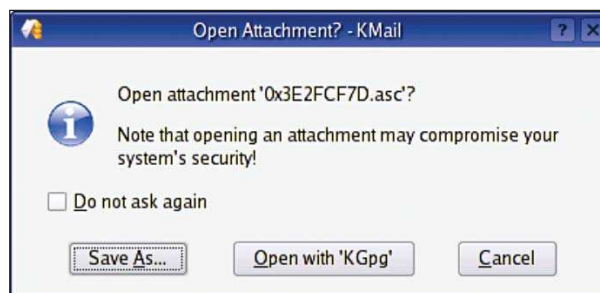 Open Attachment? - KMail
?
Open attachment '0x3E2FCF7D.asc'?
Note that opening an attachment may compromise your
system's security!
Do not ask again
Save As...
Open with 'KGpg'
Cancel